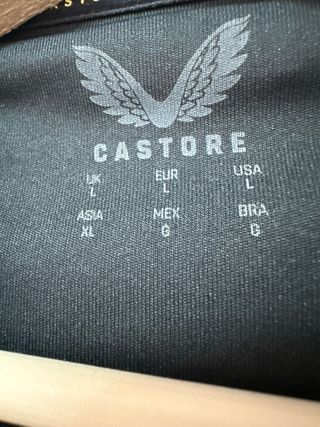 CASTORE
UK EUR USA
L L L
ASIA MEX BRA
XL G G